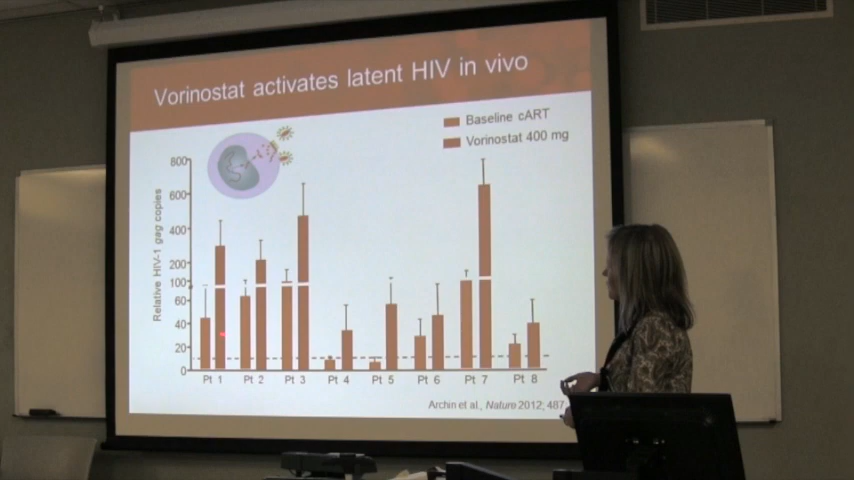 Vorinostat activates latent HIV in vivo
Baseline cART
Vorinostat 400 mg
Relative HIV-1 gag copies
800
600
400
200
100
60
40
20
0
Pt 1 Pt 2 Pt 3 Pt 4 Pt 5 Pt 6 Pt 7 Pt 8
Archin et al., Nature 2012; 487